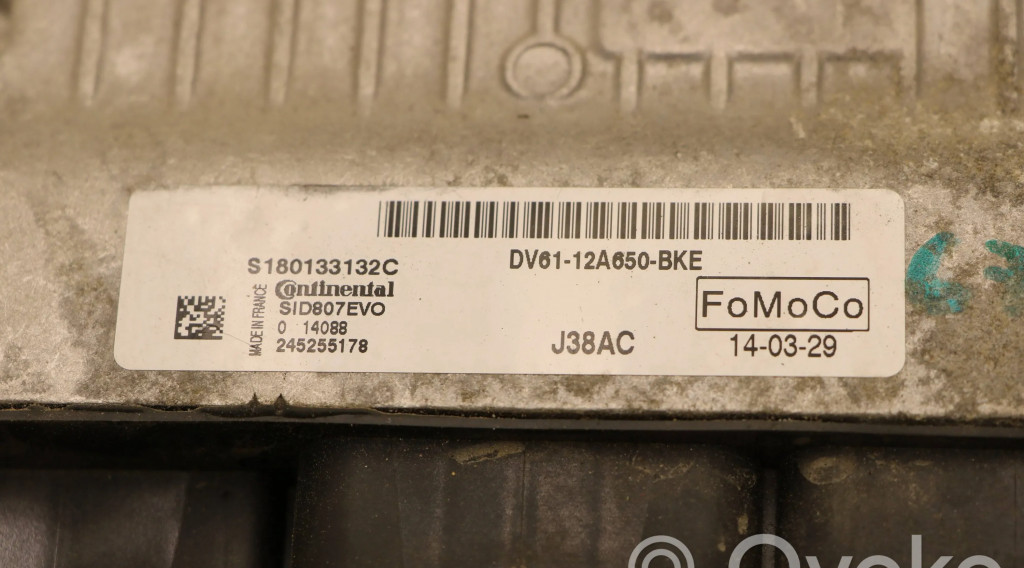 S180133132C
Continental
SID807EVO
0 14088
245255178
MADE IN FRANCE
DV61-12A650-BKE
FoMoCo
J38AC
14-03-29